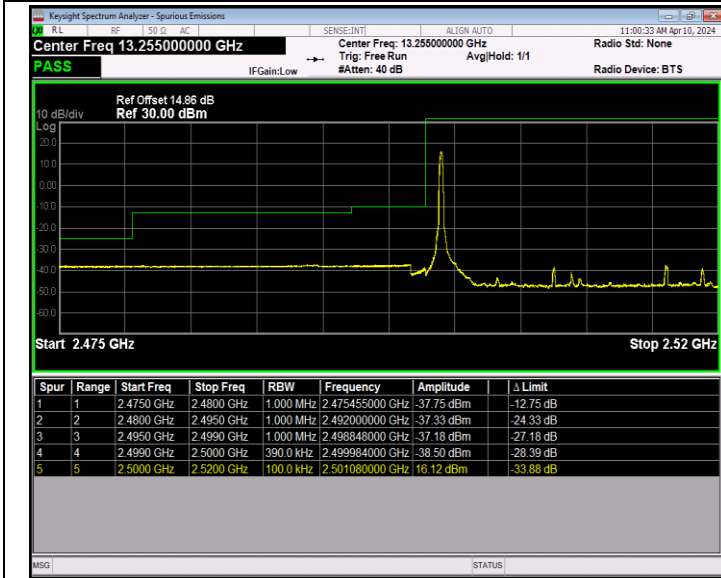 Keysight Spectrum Analyzer - Spurious Emissions
RL RF 50 Ω AC SENSE:INT ALIGN AUTO 11:00:33 AM Apr 10, 2024
Center Freq 13.255000000 GHz Center Freq: 13.255000000 GHz Radio Std: None
Trig: Free Run Avg|Hold: 1/1
PASS IFGain:Low #Atten: 40 dB Radio Device: BTS
Ref Offset 14.86 dB
10 dB/div Ref 30.00 dBm
Log
20.0
10.0
0.00
-10.0
-20.0
-30.0
-40.0
-50.0
-60.0
Start 2.475 GHz Stop 2.52 GHz
Spur Range Start Freq Stop Freq RBW Frequency Amplitude Δ Limit
1 1 2.4750 GHz 2.4800 GHz 1.000 MHz 2.475455000 GHz -37.75 dBm -12.75 dB
2 2 2.4800 GHz 2.4950 GHz 1.000 MHz 2.492000000 GHz -37.33 dBm -24.33 dB
3 3 2.4950 GHz 2.4990 GHz 1.000 MHz 2.498848000 GHz -37.18 dBm -27.18 dB
4 4 2.4990 GHz 2.5000 GHz 390.0 kHz 2.499984000 GHz -38.50 dBm -28.39 dB
5 5 2.5000 GHz 2.5200 GHz 100.0 kHz 2.501080000 GHz 16.12 dBm -33.88 dB
MSG STATUS